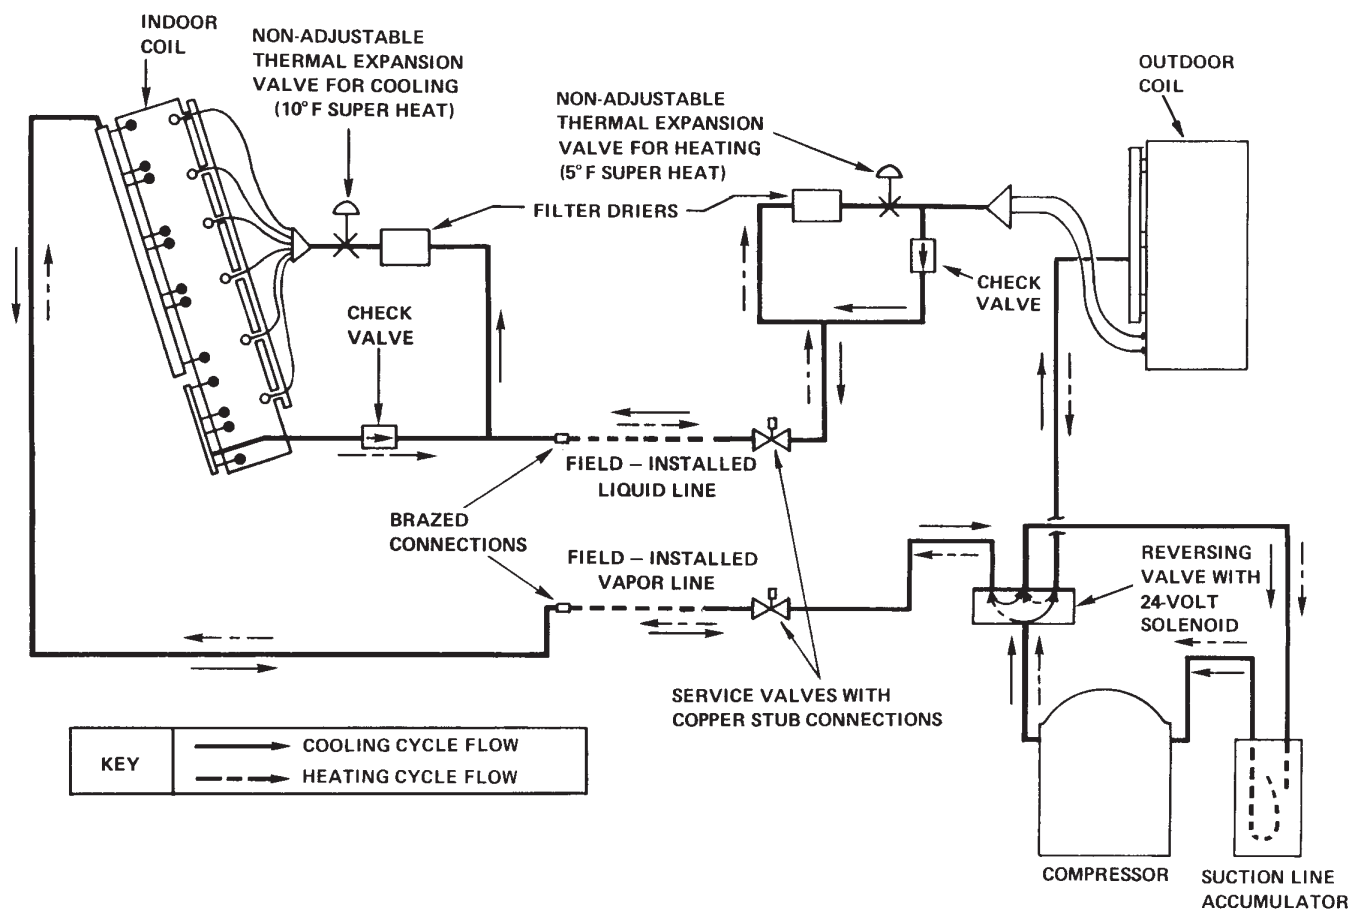 INDOOR
COIL
NON-ADJUSTABLE
THERMAL EXPANSION
VALVE FOR COOLING
(10°F SUPER HEAT)
NON-ADJUSTABLE
THERMAL EXPANSION
VALVE FOR HEATING
(5°F SUPER HEAT)
OUTDOOR
COIL
FILTER DRIERS
CHECK
VALVE
CHECK
VALVE
FIELD – INSTALLED
LIQUID LINE
BRAZED
CONNECTIONS
FIELD – INSTALLED
VAPOR LINE
REVERSING
VALVE WITH
24-VOLT
SOLENOID
SERVICE VALVES WITH
COPPER STUB CONNECTIONS
KEY
COOLING CYCLE FLOW
HEATING CYCLE FLOW
COMPRESSOR
SUCTION LINE
ACCUMULATOR